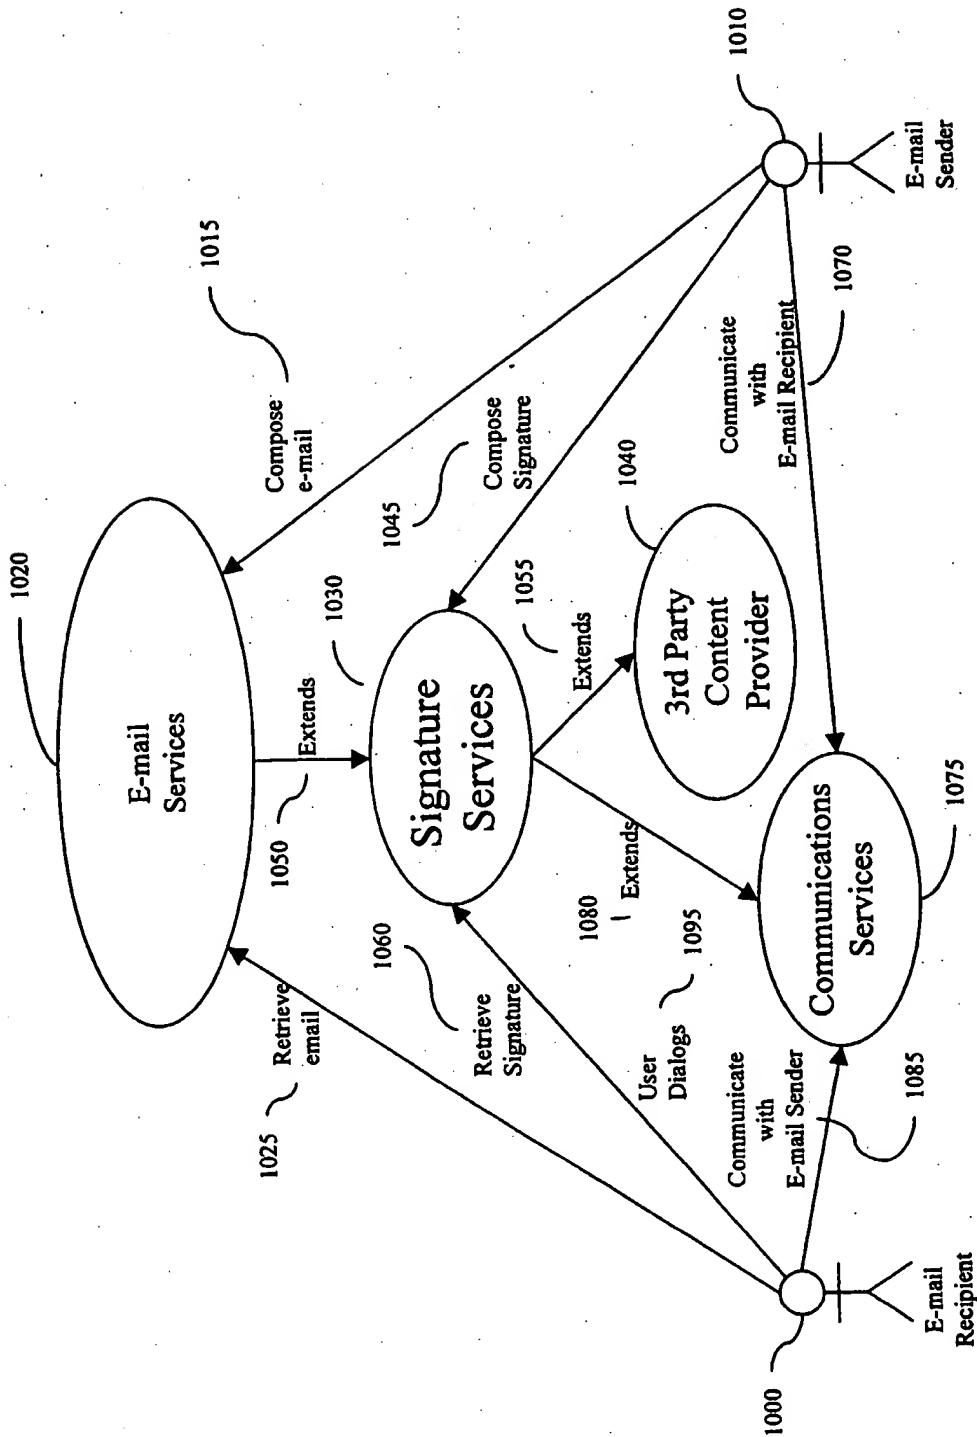 1020
E-mail
Services
1015
Compose
e-mail
1025
Retrieve
email
1050
Extends
1030
Signature
Services
1045
Compose
Signature
1060
Retrieve
Signature
1055
Extends
1080
Extends
1040
3rd Party
Content
Provider
1095
User
Dialogs
Communicate
with
E-mail Sender
1085
Communicate
with
E-mail Recipient
1070
Communications
Services
1075
1000
E-mail
Recipient
1010
E-mail
Sender